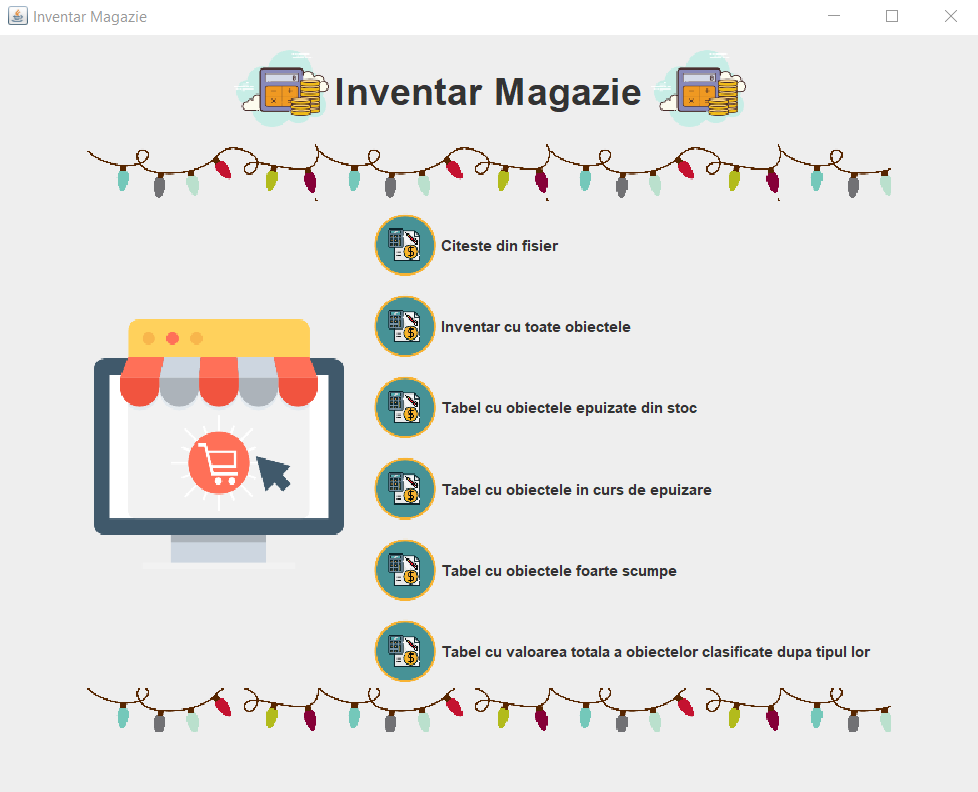 Inventar Magazie
Inventar Magazie
Citeste din fisier
Inventar cu toate obiectele
Tabel cu obiectele epuizate din stoc
Tabel cu obiectele in curs de epuizare
Tabel cu obiectele foarte scumpe
Tabel cu valoarea totala a obiectelor clasificate dupa tipul lor